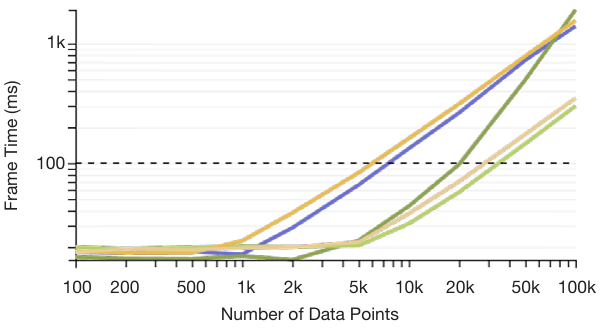 1k
100
Frame Time (ms)
100 200 500 1k 2k 5k 10k 20k 50k 100k
Number of Data Points